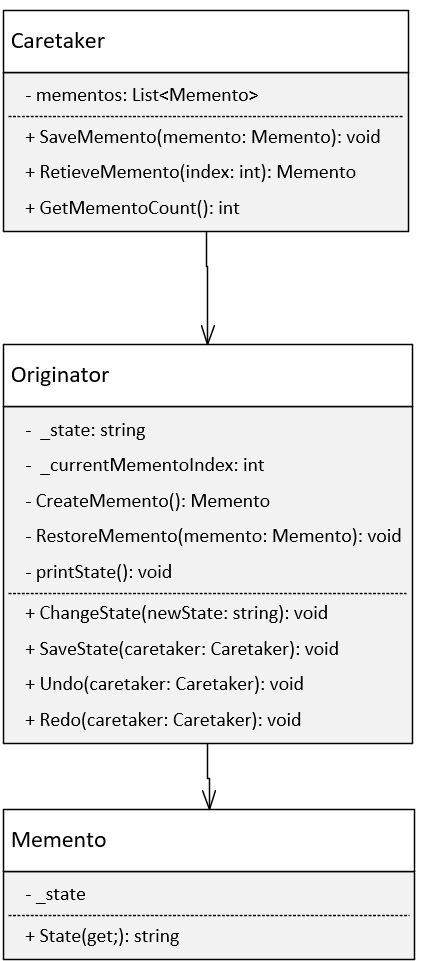 Caretaker
- mementos: List<Memento>
+ SaveMemento(memento: Memento): void
+ RetieveMemento(index: int): Memento
+ GetMementoCount(): int
Originator
- _state: string
- _currentMementoIndex: int
- CreateMemento(): Memento
- RestoreMemento(memento: Memento): void
- printState(): void
+ ChangeState(newState: string): void
+ SaveState(caretaker: Caretaker): void
+ Undo(caretaker: Caretaker): void
+ Redo(caretaker: Caretaker): void
Memento
- _state
+ State(get;): string